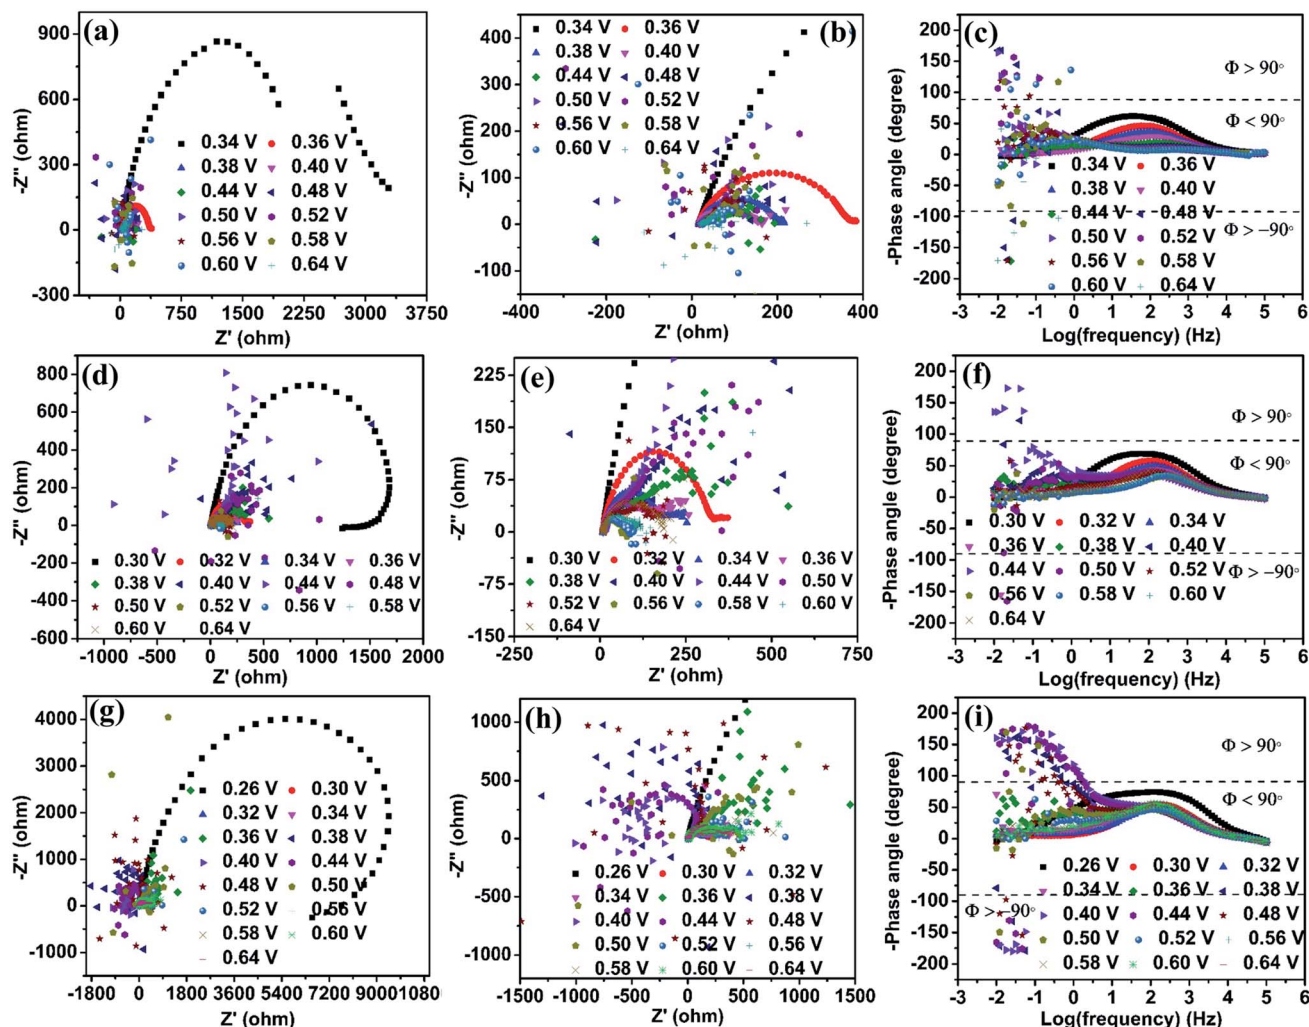 (a)
900
600
300
0
-300
0
750
1500
2250
3000
3750
-Z" (ohm)
Z' (ohm)
0.34 V 0.36 V
0.38 V 0.40 V
0.44 V 0.48 V
0.50 V 0.52 V
0.56 V 0.58 V
0.60 V 0.64 V
(b)
400
300
200
100
0
-100
-400 -200 0 200 400
-Z" (ohm)
Z' (ohm)
0.34 V 0.36 V
0.38 V 0.40 V
0.44 V 0.48 V
0.50 V 0.52 V
0.56 V 0.58 V
0.60 V 0.64 V
(c)
200
150
100
50
0
-50
-100
-150
-200
-3 -2 -1 0 1 2 3 4 5 6
-Phase angle (degree)
Log(frequency) (Hz)
Φ > 90°
Φ < 90°
Φ > −90°
0.34 V 0.36 V
0.38 V 0.40 V
0.44 V 0.48 V
0.50 V 0.52 V
0.56 V 0.58 V
0.60 V 0.64 V
(d)
800
600
400
200
0
-200
-400
-600
-1000 -500 0 500 1000 1500 2000
-Z" (ohm)
Z' (ohm)
0.30 V 0.32 V 0.34 V 0.36 V
0.38 V 0.40 V 0.44 V 0.48 V
0.50 V 0.52 V 0.56 V 0.58 V
0.60 V 0.64 V
(e)
225
150
75
0
-75
-150
-250 0 250 500 750
-Z" (ohm)
Z' (ohm)
0.30 V 0.32 V 0.34 V 0.36 V
0.38 V 0.40 V 0.44 V 0.50 V
0.52 V 0.56 V 0.58 V 0.60 V
0.64 V
(f)
200
150
100
50
0
-50
-100
-150
-200
-3 -2 -1 0 1 2 3 4 5 6
-Phase angle (degree)
Log(frequency) (Hz)
Φ > 90°
Φ < 90°
Φ > −90°
0.30 V 0.32 V 0.34 V
0.36 V 0.38 V 0.40 V
0.44 V 0.50 V 0.52 V
0.56 V 0.58 V 0.60 V
0.64 V
(g)
4000
3000
2000
1000
0
-1000
-1800 0 1800 3600 5400 7200 9000 1080
-Z" (ohm)
Z' (ohm)
0.26 V 0.30 V
0.32 V 0.34 V
0.36 V 0.38 V
0.40 V 0.44 V
0.48 V 0.50 V
0.52 V 0.56 V
0.58 V 0.60 V
0.64 V
(h)
1000
500
0
-500
-1000
-1500 -1000 -500 0 500 1000 1500
-Z" (ohm)
Z' (ohm)
0.26 V 0.30 V 0.32 V
0.34 V 0.36 V 0.38 V
0.40 V 0.44 V 0.48 V
0.50 V 0.52 V 0.56 V
0.58 V 0.60 V 0.64 V
(i)
200
150
100
50
0
-50
-100
-150
-200
-3 -2 -1 0 1 2 3 4 5 6
-Phase angle (degree)
Log(frequency) (Hz)
Φ > 90°
Φ < 90°
Φ > −90°
0.26 V 0.30 V 0.32 V
0.34 V 0.36 V 0.38 V
0.40 V 0.44 V 0.48 V
0.50 V 0.52 V 0.56 V
0.58 V 0.60 V 0.64 V